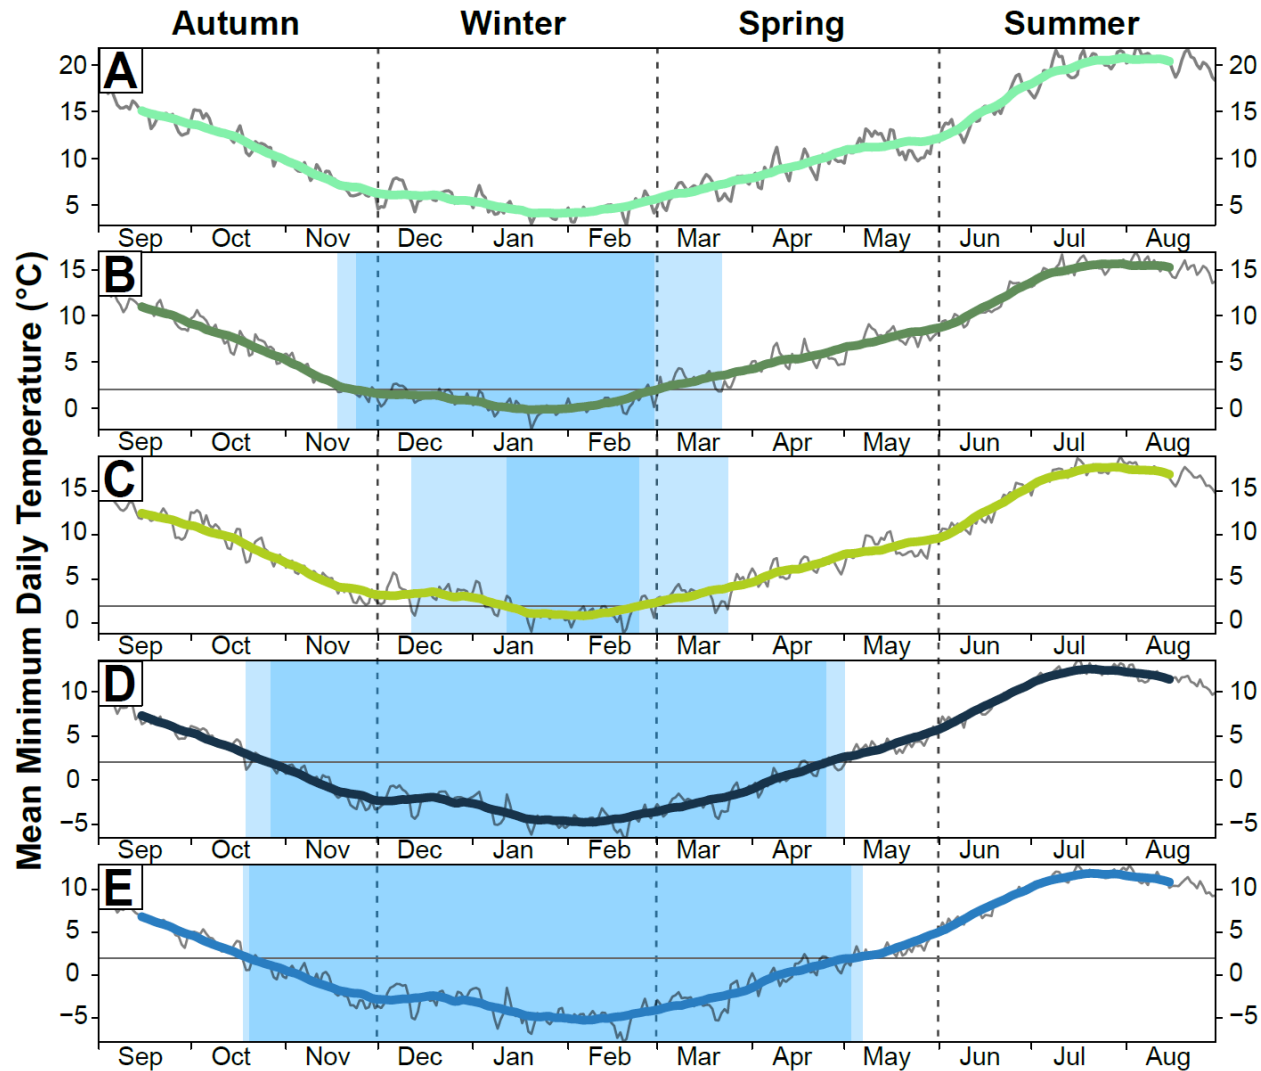 Autumn Winter Spring Summer
Mean Minimum Daily Temperature (°C)
A
20 20
15 15
10 10
5 5
Sep Oct Nov Dec Jan Feb Mar Apr May Jun Jul Aug
B
15 15
10 10
5 5
0 0
Sep Oct Nov Dec Jan Feb Mar Apr May Jun Jul Aug
C
15 15
10 10
5 5
0 0
Sep Oct Nov Dec Jan Feb Mar Apr May Jun Jul Aug
D
10 10
5 5
0 0
−5 −5
Sep Oct Nov Dec Jan Feb Mar Apr May Jun Jul Aug
E
10 10
5 5
0 0
−5 −5
Sep Oct Nov Dec Jan Feb Mar Apr May Jun Jul Aug